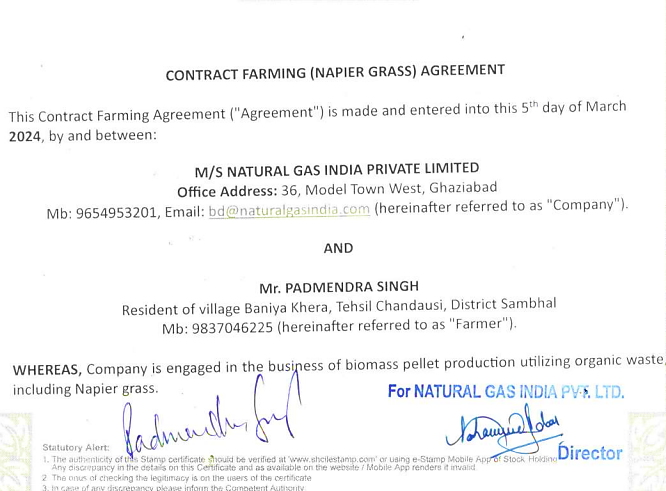 CONTRACT FARMING (NAPIER GRASS) AGREEMENT
This Contract Farming Agreement ("Agreement") is made and entered into this 5th day of March
2024, by and between:
M/S NATURAL GAS INDIA PRIVATE LIMITED
Office Address: 36, Model Town West, Ghaziabad
Mb: 9654953201, Email: bd@naturalgasindia.com (hereinafter referred to as "Company").
AND
Mr. PADMENDRA SINGH
Resident of village Baniya Khera, Tehsil Chandausi, District Sambhal
Mb: 9837046225 (hereinafter referred to as "Farmer").
WHEREAS, Company is engaged in the business of biomass pellet production utilizing organic waste,
including Napier grass.
For NATURAL GAS INDIA PVT. LTD.
Director
Statutory Alert:
1. The authenticity of this Stamp certificate should be verified at 'www.shcilestamp.com' or using e-Stamp Mobile App of Stock Holding
Any discrepancy in the details on this Certificate and as available on the website / Mobile App renders it invalid
2. The onus of checking the legitimacy is on the users of the certificate
3. In case of any discrepancy please inform the Competent Authority